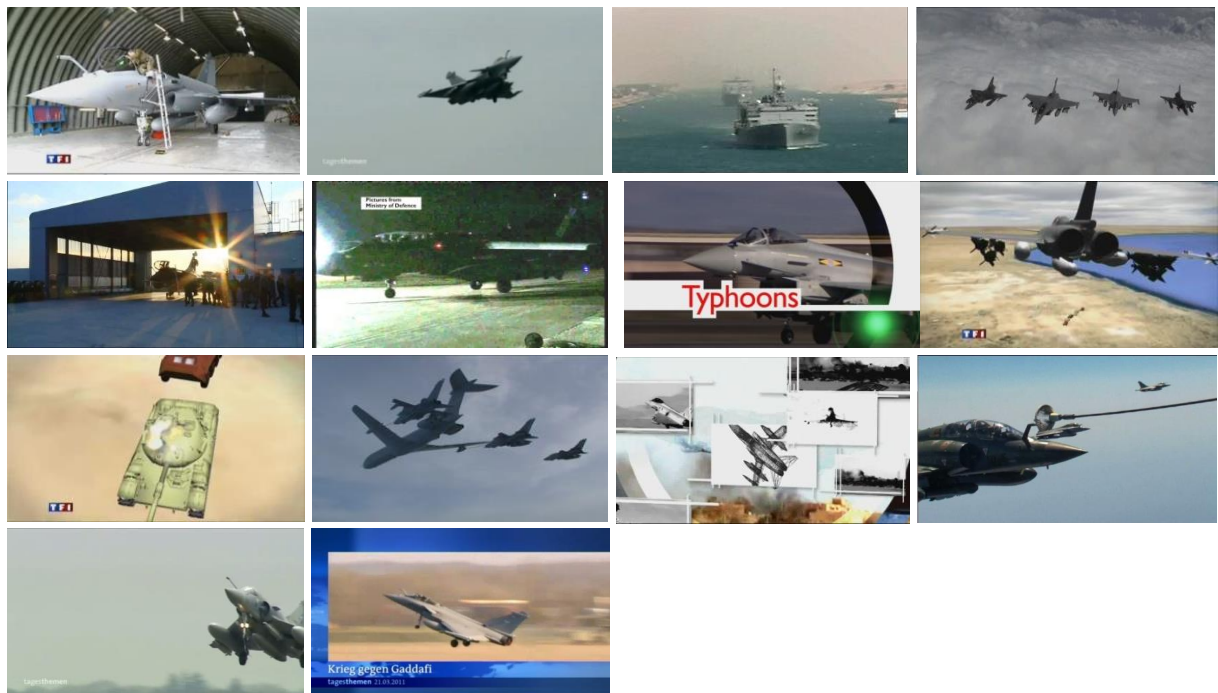 TF1
tagesthemen
Pictures from
Ministry of Defence
Typhoons
TF1
TF1
tagesthemen
Krieg gegen Gaddafi
tagesthemen 21.03.2011